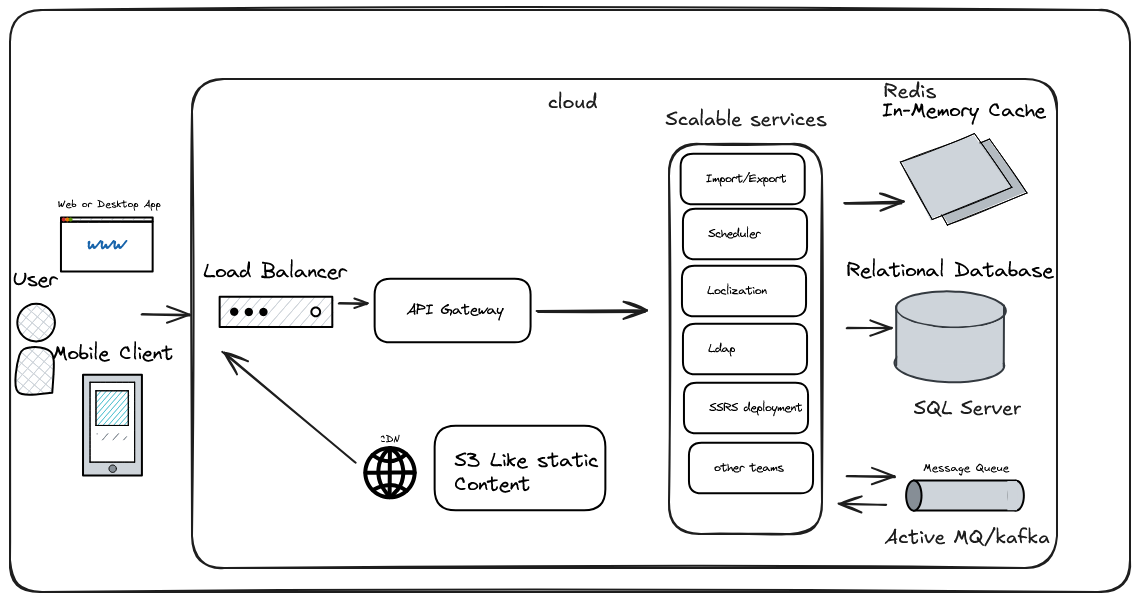 cloud
Redis
In-Memory Cache
Scalable services
Import/Export
Web or Desktop App
www
Scheduler
User
Load Balancer
Relational Database
Loclization
API Gateway
Mobile Client
Ldap
SSRS deployment
SQL Server
CDN
S3 Like static
Content
other teams
Message Queue
Active MQ/kafka